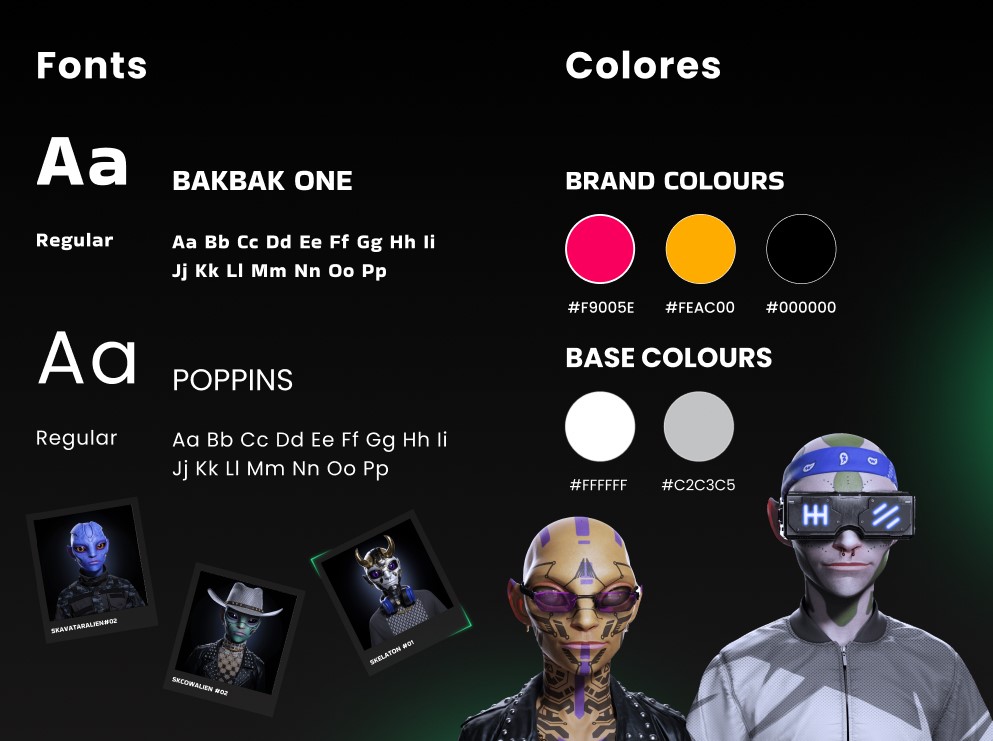 Fonts
Aa
BAKBAK ONE
Regular
Aa Bb Cc Dd Ee Ff Gg Hh Ii
Jj Kk Ll Mm Nn Oo Pp
Aa
POPPINS
Regular
Aa Bb Cc Dd Ee Ff Gg Hh Ii
Jj Kk Ll Mm Nn Oo Pp
Colores
BRAND COLOURS
#F9005E
#FEAC00
#000000
BASE COLOURS
#FFFFFF
#C2C3C5
SKAVATARALIEN#02
SKCOWALIEN #02
SKELATON #01